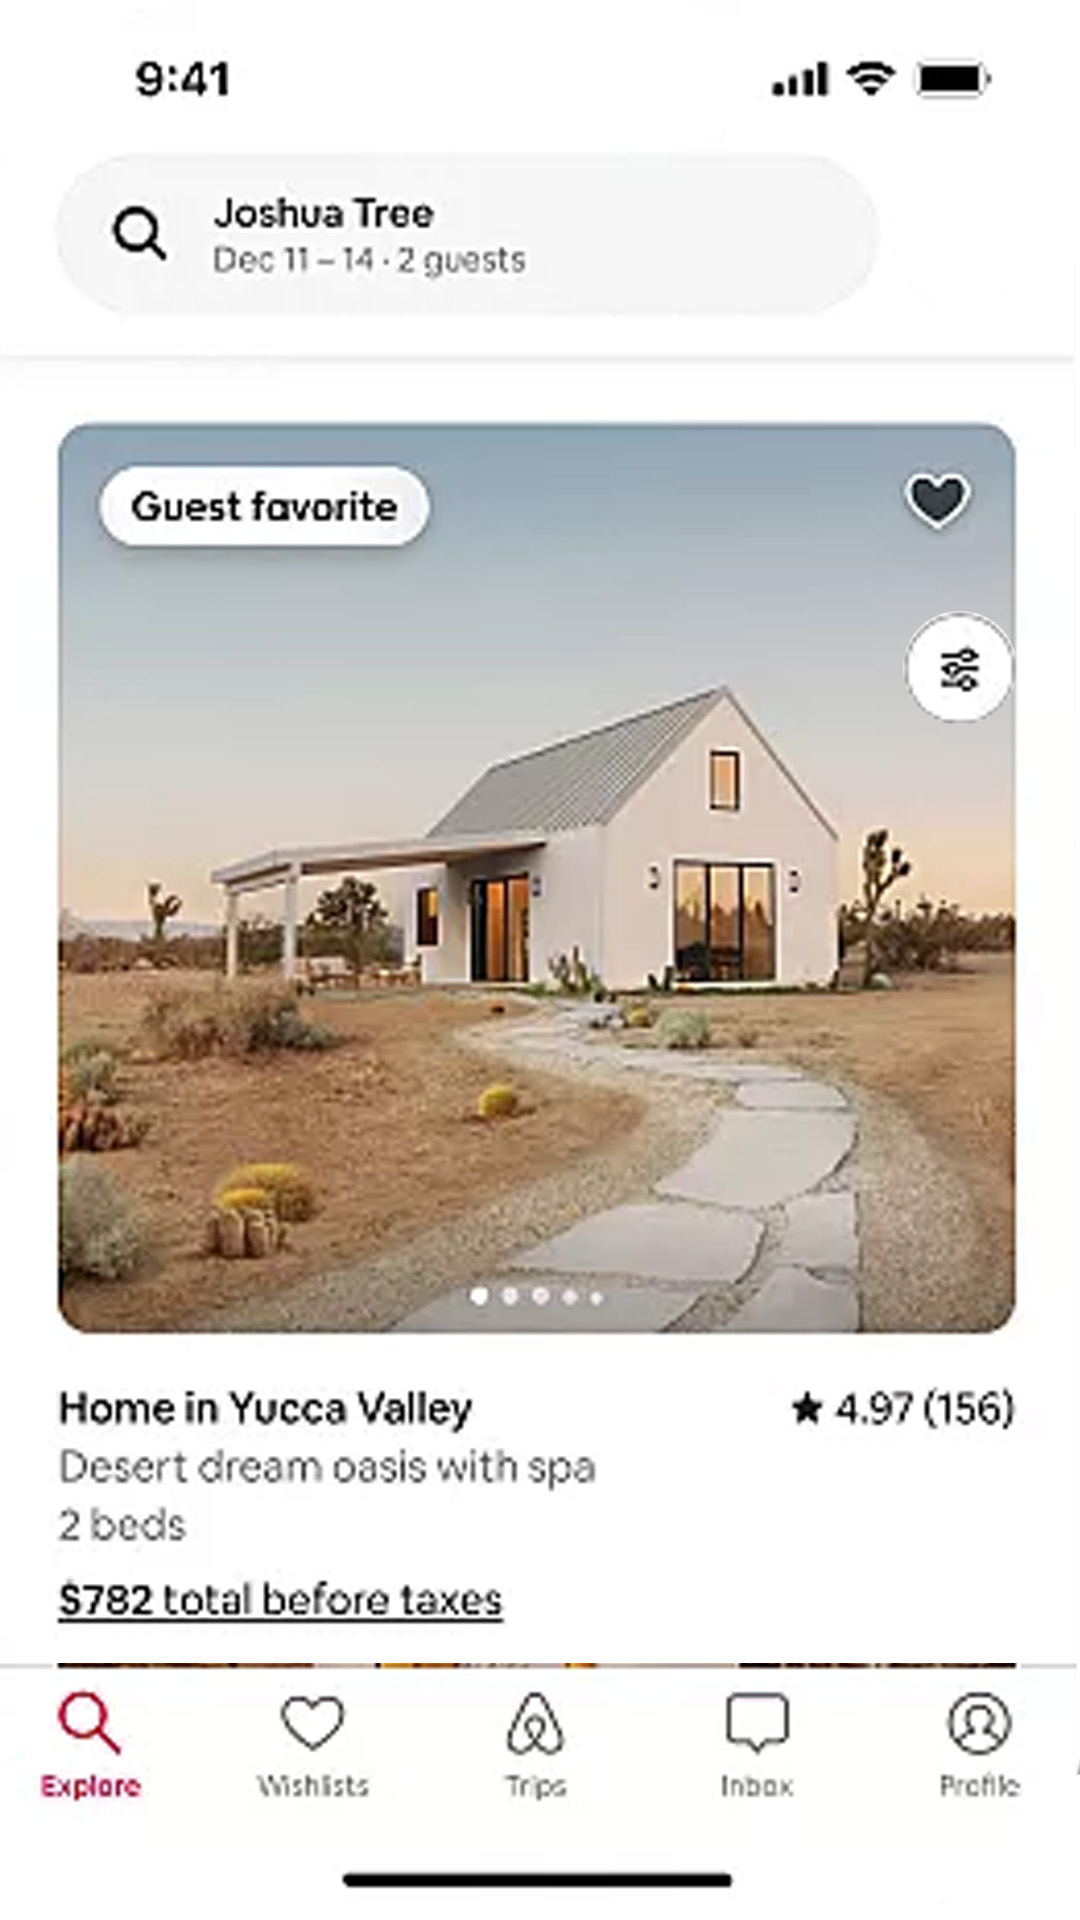 9:41
Joshua Tree
Dec 11 – 14 · 2 guests
Guest favorite
Home in Yucca Valley
★ 4.97 (156)
Desert dream oasis with spa
2 beds
$782 total before taxes
Explore
Wishlists
Trips
Inbox
Profile